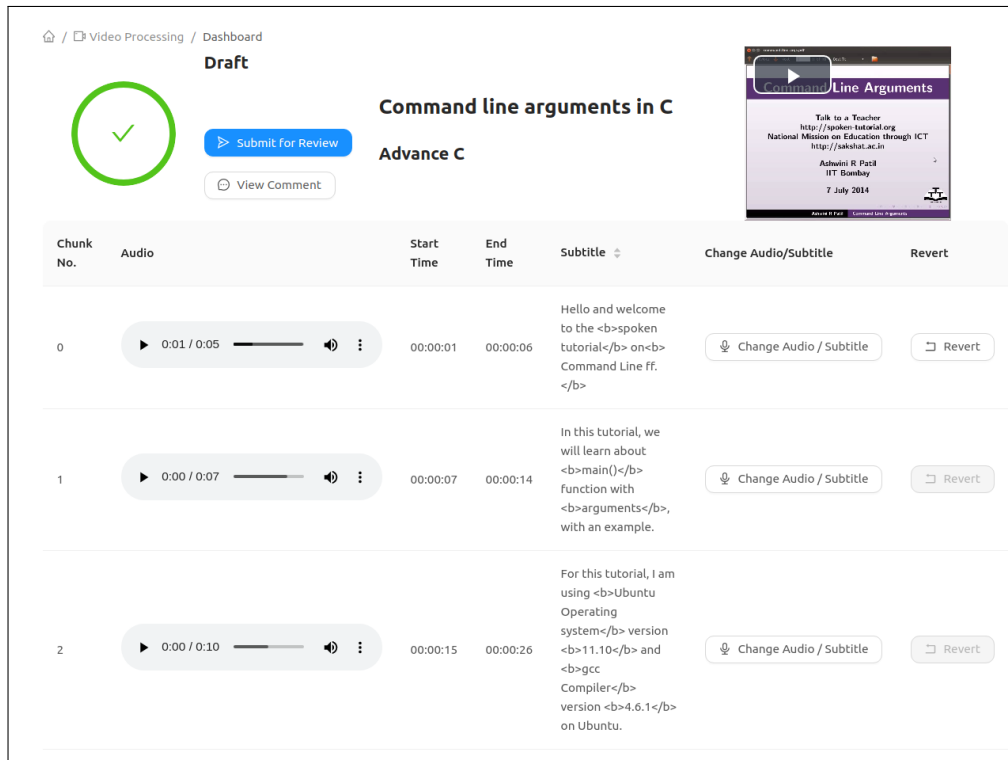 / Video Processing / Dashboard
Draft
Submit for Review
View Comment
Command line arguments in C
Advance C
Command Line Arguments
Talk to a Teacher
http://spoken-tutorial.org
National Mission on Education through ICT
http://sakshat.ac.in
Ashwini R Patil
IIT Bombay
7 July 2014
Ashwini R Patil Command Line Arguments
Chunk No. Audio Start Time End Time Subtitle Change Audio/Subtitle Revert
0 0:01 / 0:05 00:00:01 00:00:06
Hello and welcome
to the <b>spoken
tutorial</b> on<b>
Command Line ff.
</b>
Change Audio / Subtitle Revert
1 0:00 / 0:07 00:00:07 00:00:14
In this tutorial, we
will learn about
<b>main()</b>
function with
<b>arguments</b>,
with an example.
Change Audio / Subtitle Revert
2 0:00 / 0:10 00:00:15 00:00:26
For this tutorial, I am
using <b>Ubuntu
Operating
system</b> version
<b>11.10</b> and
<b>gcc
Compiler</b>
version <b>4.6.1</b>
on Ubuntu.
Change Audio / Subtitle Revert